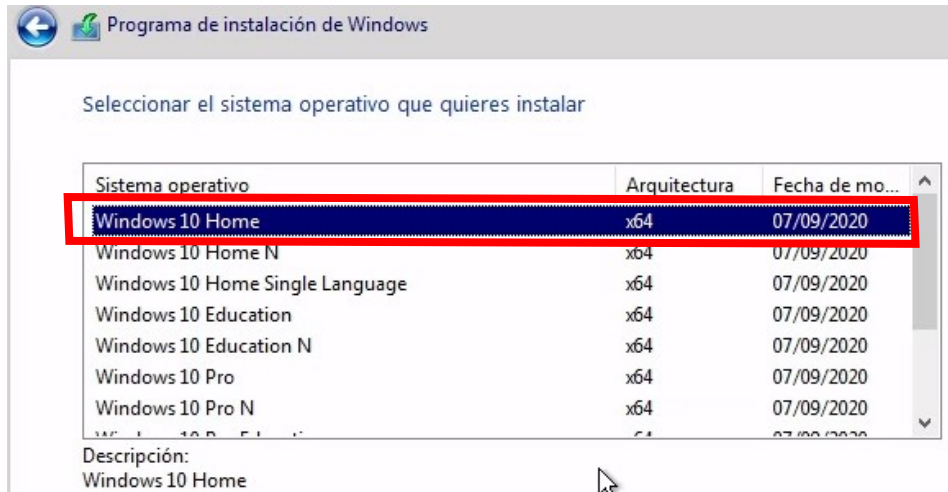 Programa de instalación de Windows
Seleccionar el sistema operativo que quieres instalar
Sistema operativo Arquitectura Fecha de mo...
Windows 10 Home x64 07/09/2020
Windows 10 Home N x64 07/09/2020
Windows 10 Home Single Language x64 07/09/2020
Windows 10 Education x64 07/09/2020
Windows 10 Education N x64 07/09/2020
Windows 10 Pro x64 07/09/2020
Windows 10 Pro N x64 07/09/2020
Descripción:
Windows 10 Home